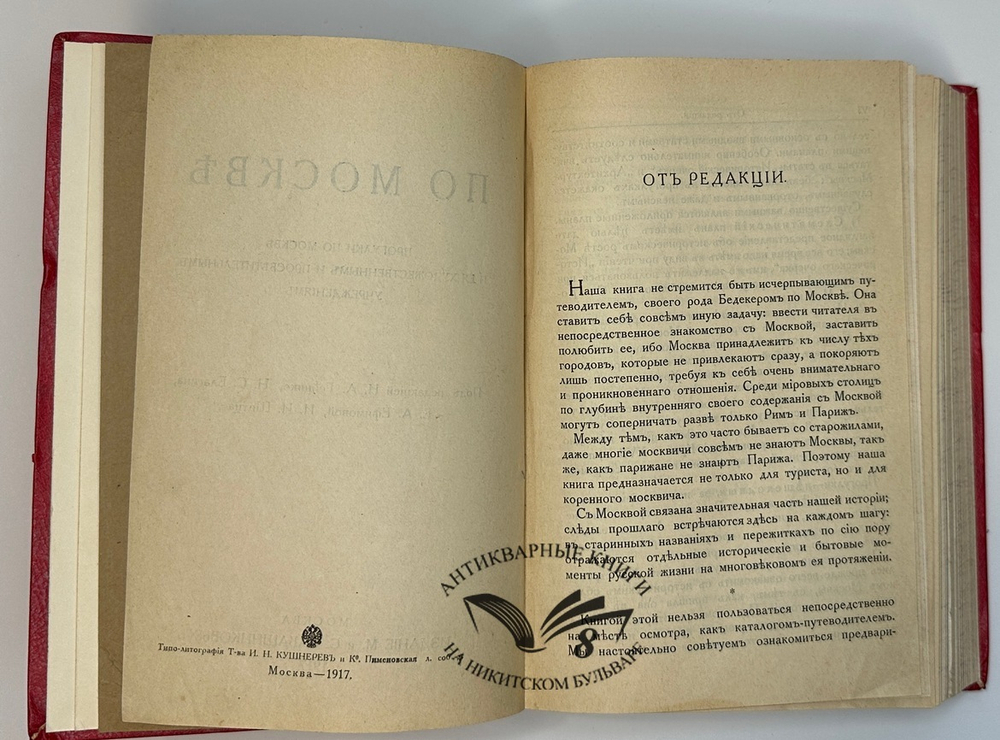 ПО МОСКВѢ
Типо-литографія Т-ва И. Н. КУШНЕРЕВЪ и Кº. Пименовская л. соб
Москва—1917.
ОТЪ РЕДАКЦІИ.
Наша книга не стремится быть исчерпывающимъ пу-
теводителемъ, своего рода Бедекеромъ по Москвѣ. Она
ставитъ себѣ совсѣмъ иную задачу: ввести читателя въ
непосредственное знакомство съ Москвой, заставить
полюбить ее, ибо Москва принадлежитъ къ числу тѣхъ
городовъ, которые не привлекаютъ сразу, а покоряютъ
лишь постепенно, требуя къ себѣ очень внимательнаго
и проникновеннаго отношенія. Среди міровыхъ столицъ
по глубинѣ внутренняго своего содержанія съ Москвой
могутъ соперничать развѣ только Римъ и Парижъ.
Между тѣмъ, какъ это часто бываетъ со старожилами,
даже многіе москвичи совсѣмъ не знаютъ Москвы, такъ
же, какъ парижане не знаютъ Парижа. Поэтому наша
книга предназначается не только для туриста, но и для
коренного москвича.
Съ Москвой связана значительная часть нашей исторіи;
слѣды прошлаго встрѣчаются здѣсь на каждомъ шагу:
въ старинныхъ названіяхъ и пережиткахъ по сію пору
отражаются отдѣльные историческіе и бытовые мо-
менты русской жизни на многовѣковомъ ея протяженіи.
*
Книгой этой нельзя пользоваться непосредственно
на мѣстѣ осмотра, какъ каталогомъ-путеводителемъ.
Мы настоятельно совѣтуемъ ознакомиться предвари-
АНТИКВАРНЫЕ КНИГИ
8
НА НИКИТСКОМ БУЛЬВАРЕ